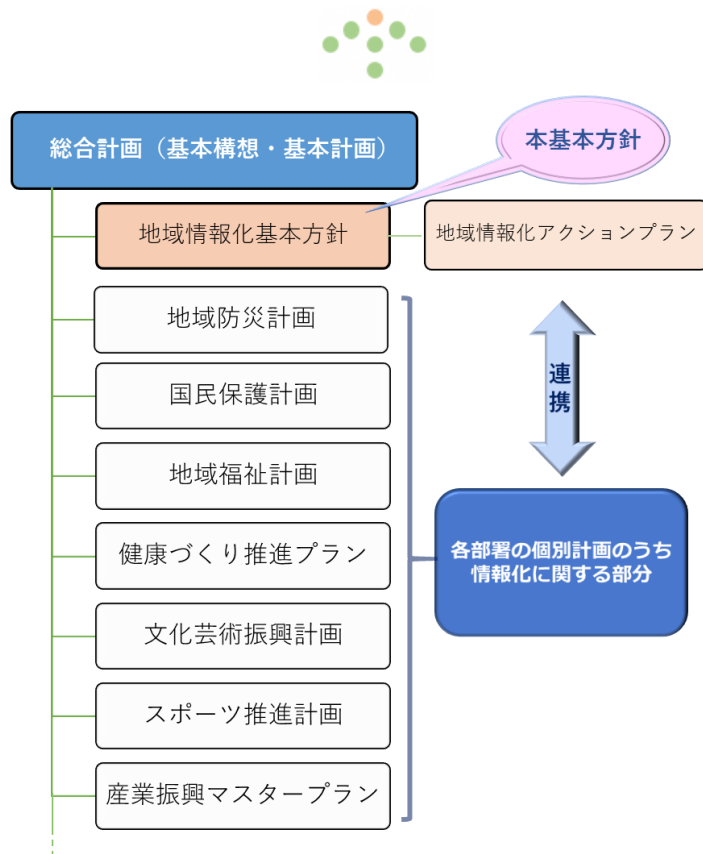 総合計画（基本構想・基本計画）
本基本方針
地域情報化基本方針
地域情報化アクションプラン
地域防災計画
国民保護計画
地域福祉計画
健康づくり推進プラン
文化芸術振興計画
スポーツ推進計画
産業振興マスタープラン
連携
各部署の個別計画のうち
情報化に関する部分